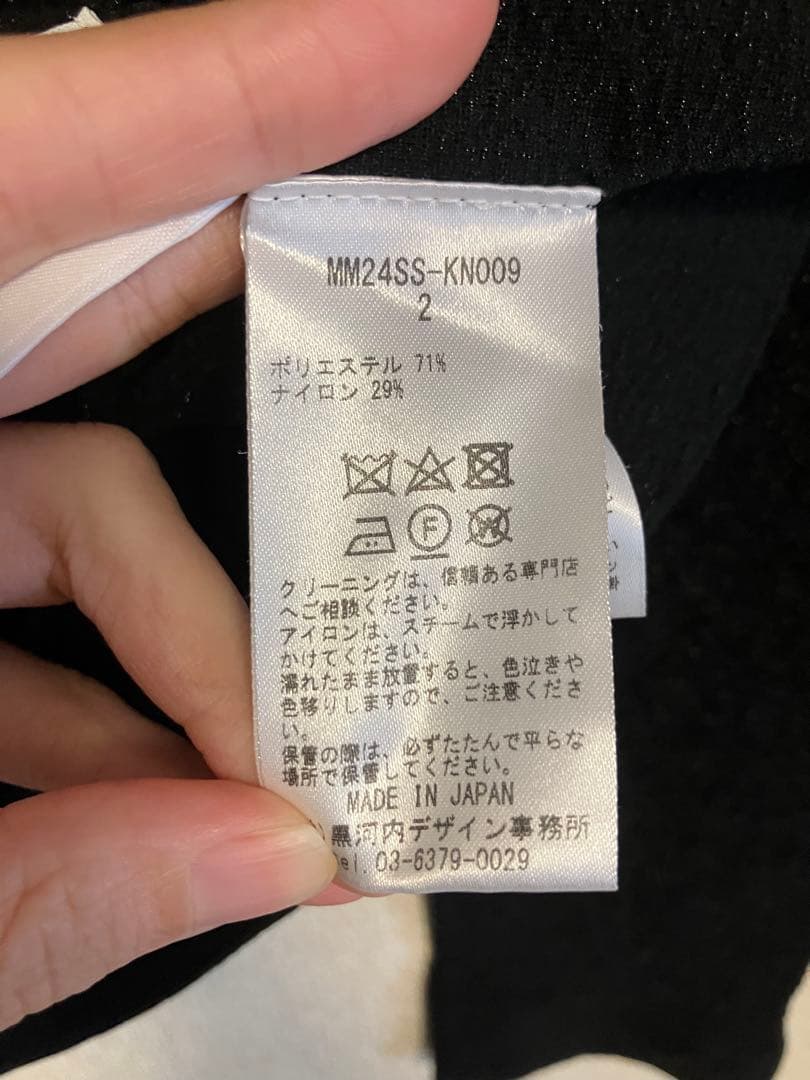 MM24SS-KN009
2
ポリエステル 71%
ナイロン 29%
F
クリーニングは、信頼ある専門店
へご相談ください。
アイロンは、スチームで浮かして
かけてください。
濡れたまま放置すると、色泣きや
色移りしますので、ご注意くださ
い。
保管の際は、必ずたたんで平らな
場所で保管してください。
MADE IN JAPAN
黒河内デザイン事務所
Tel. 03-6379-0029